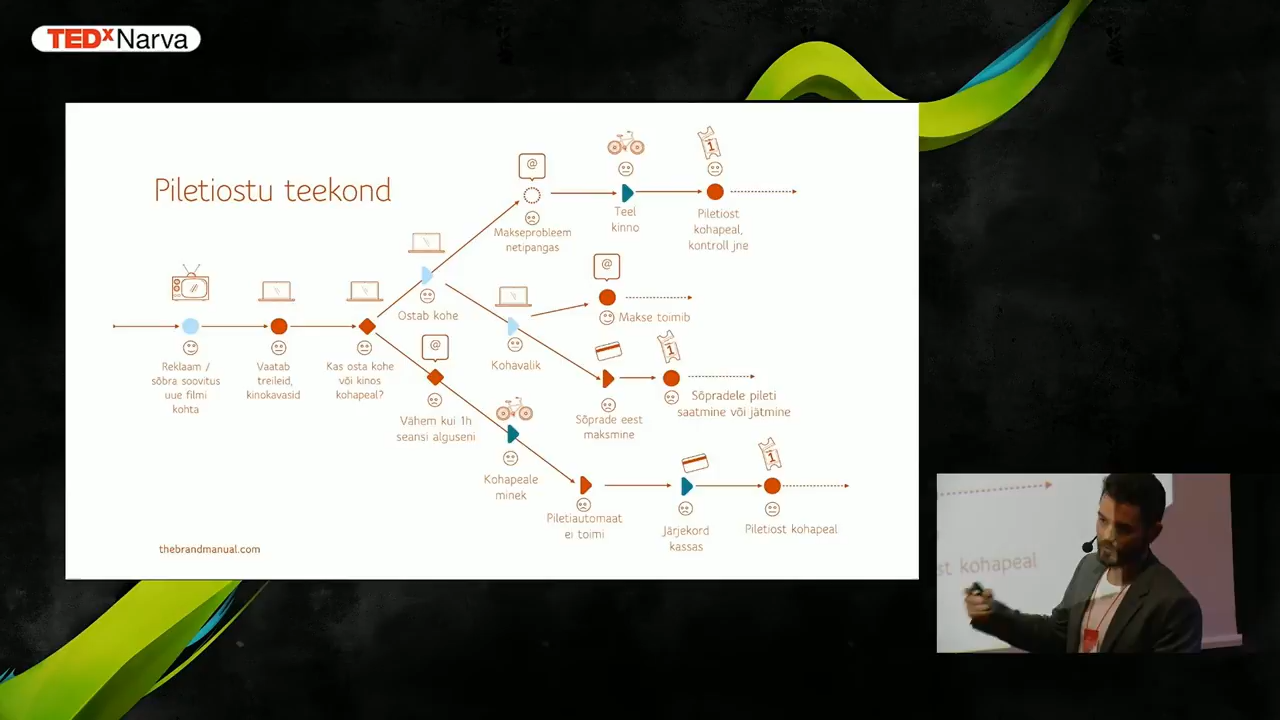 TEDxNarva
Piletiostu teekond
@
1
Teel
kinno
Piletiost
kohapeal,
kontroll jne
Makseprobleem
netipangas
@
Ostab kohe
Makse toimib
@
1
Kohavalik
Reklaam /
sõbra soovitus
uue filmi
kohta
Vaatab
treileid,
kinokavasid
Kas osta kohe
või kinos
kohapeal?
Vähem kui 1h
seansi alguseni
Sõprade eest
maksmine
Sõpradele pileti
saatmine või jätmine
1
Kohapeale
minek
Piletiautomaat
ei toimi
Järjekord
kassas
Piletiost kohapeal
thebrandmanual.com
st kohapeal